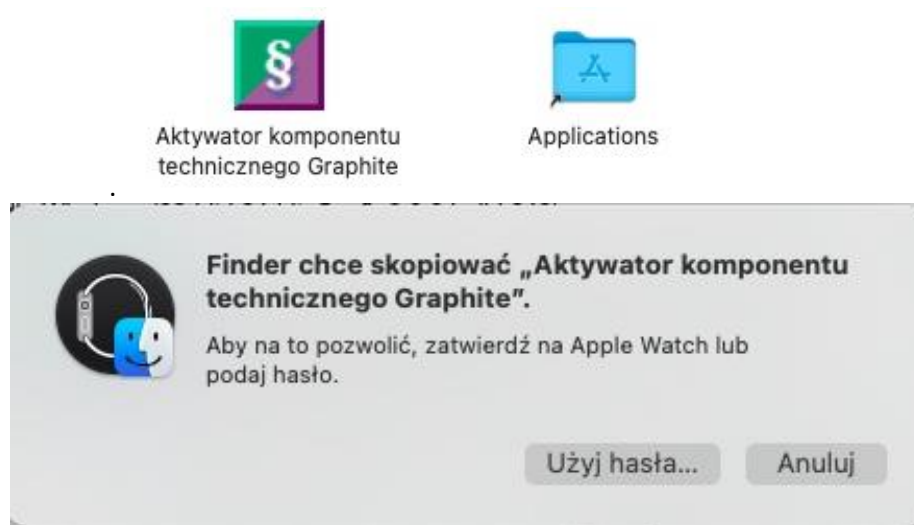 §
Aktywator komponentu
technicznego Graphite
Applications
Finder chce skopiować „Aktywator komponentu
technicznego Graphite”.
Aby na to pozwolić, zatwierdź na Apple Watch lub
podaj hasło.
Użyj hasła...
Anuluj